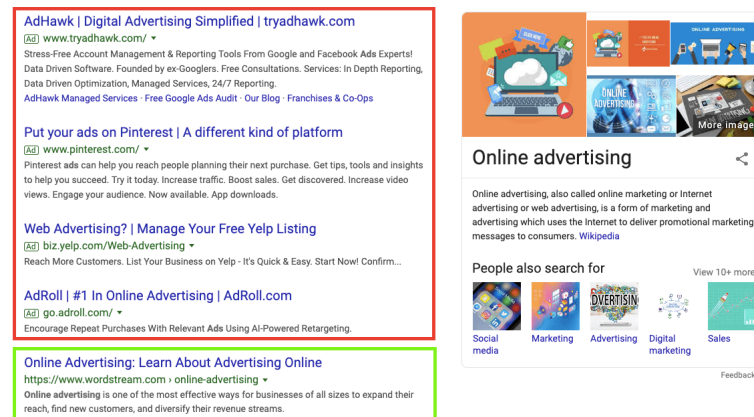 AdHawk | Digital Advertising Simplified | tryadhawk.com
Ad www.tryadhawk.com/
Stress-Free Account Management & Reporting Tools From Google and Facebook Ads Experts!
Data Driven Software. Founded by ex-Googlers. Free Consultations. Services: In Depth Reporting,
Data Driven Optimization, Managed Services, 24/7 Reporting.
AdHawk Managed Services · Free Google Ads Audit · Our Blog · Franchises & Co-Ops
Put your ads on Pinterest | A different kind of platform
Ad www.pinterest.com/
Pinterest ads can help you reach people planning their next purchase. Get tips, tools and insights
to help you succeed. Try it today. Increase traffic. Boost sales. Get discovered. Increase video
views. Engage your audience. Now available. App downloads.
Web Advertising? | Manage Your Free Yelp Listing
Ad biz.yelp.com/Web-Advertising
Reach More Customers. List Your Business on Yelp - It's Quick & Easy. Start Now! Confirm...
AdRoll | #1 In Online Advertising | AdRoll.com
Ad go.adroll.com/
Encourage Repeat Purchases With Relevant Ads Using AI-Powered Retargeting.
Online Advertising: Learn About Advertising Online
https://www.wordstream.com › online-advertising
Online advertising is one of the most effective ways for businesses of all sizes to expand their
reach, find new customers, and diversify their revenue streams.
ONLINE ADVERTISING
ONLINE
ADVERTISING
More image
Online advertising
Online advertising, also called online marketing or Internet
advertising or web advertising, is a form of marketing and
advertising which uses the Internet to deliver promotional marketing
messages to consumers. Wikipedia
People also search for
View 10+ more
DVERTISIN
Social
media
Marketing
Advertising
Digital
marketing
Sales
Feedback